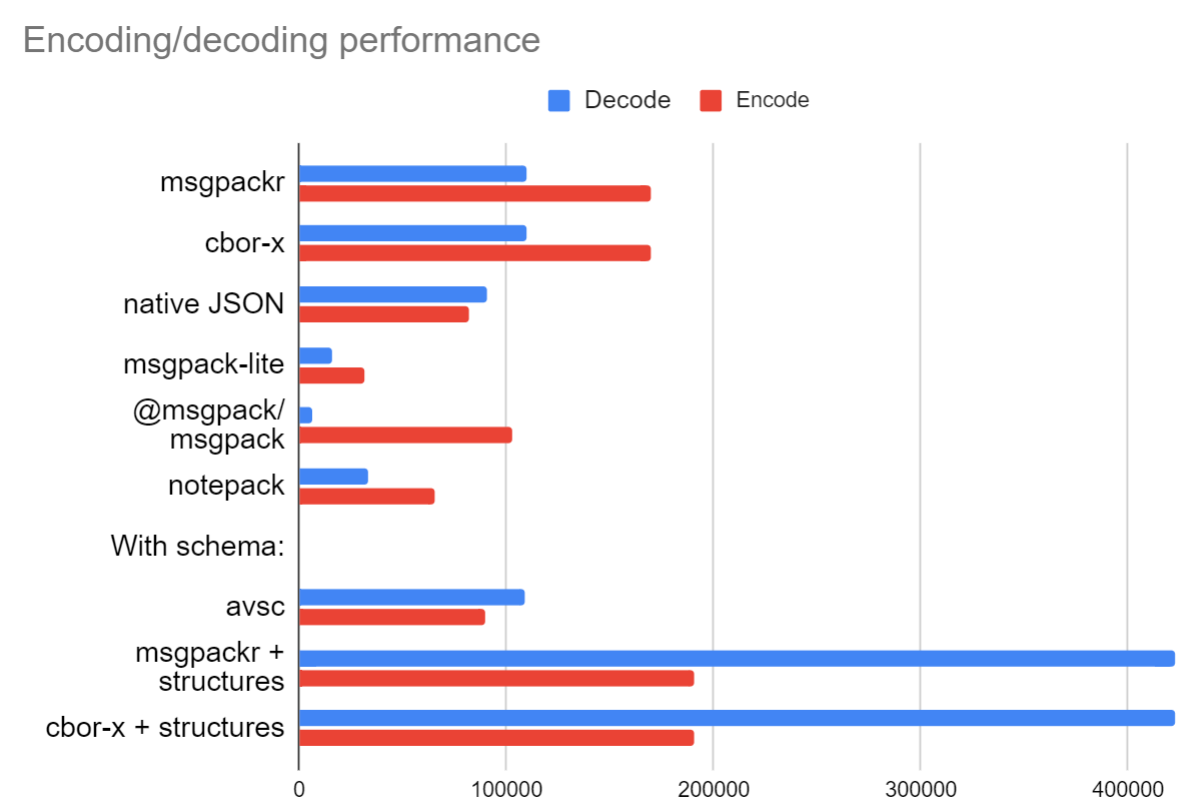 Encoding/decoding performance
Decode Encode
msgpackr
cbor-x
native JSON
msgpack-lite
@msgpack/
msgpack
notepack
With schema:
avsc
msgpackr +
structures
cbor-x + structures
0 100000 200000 300000 400000